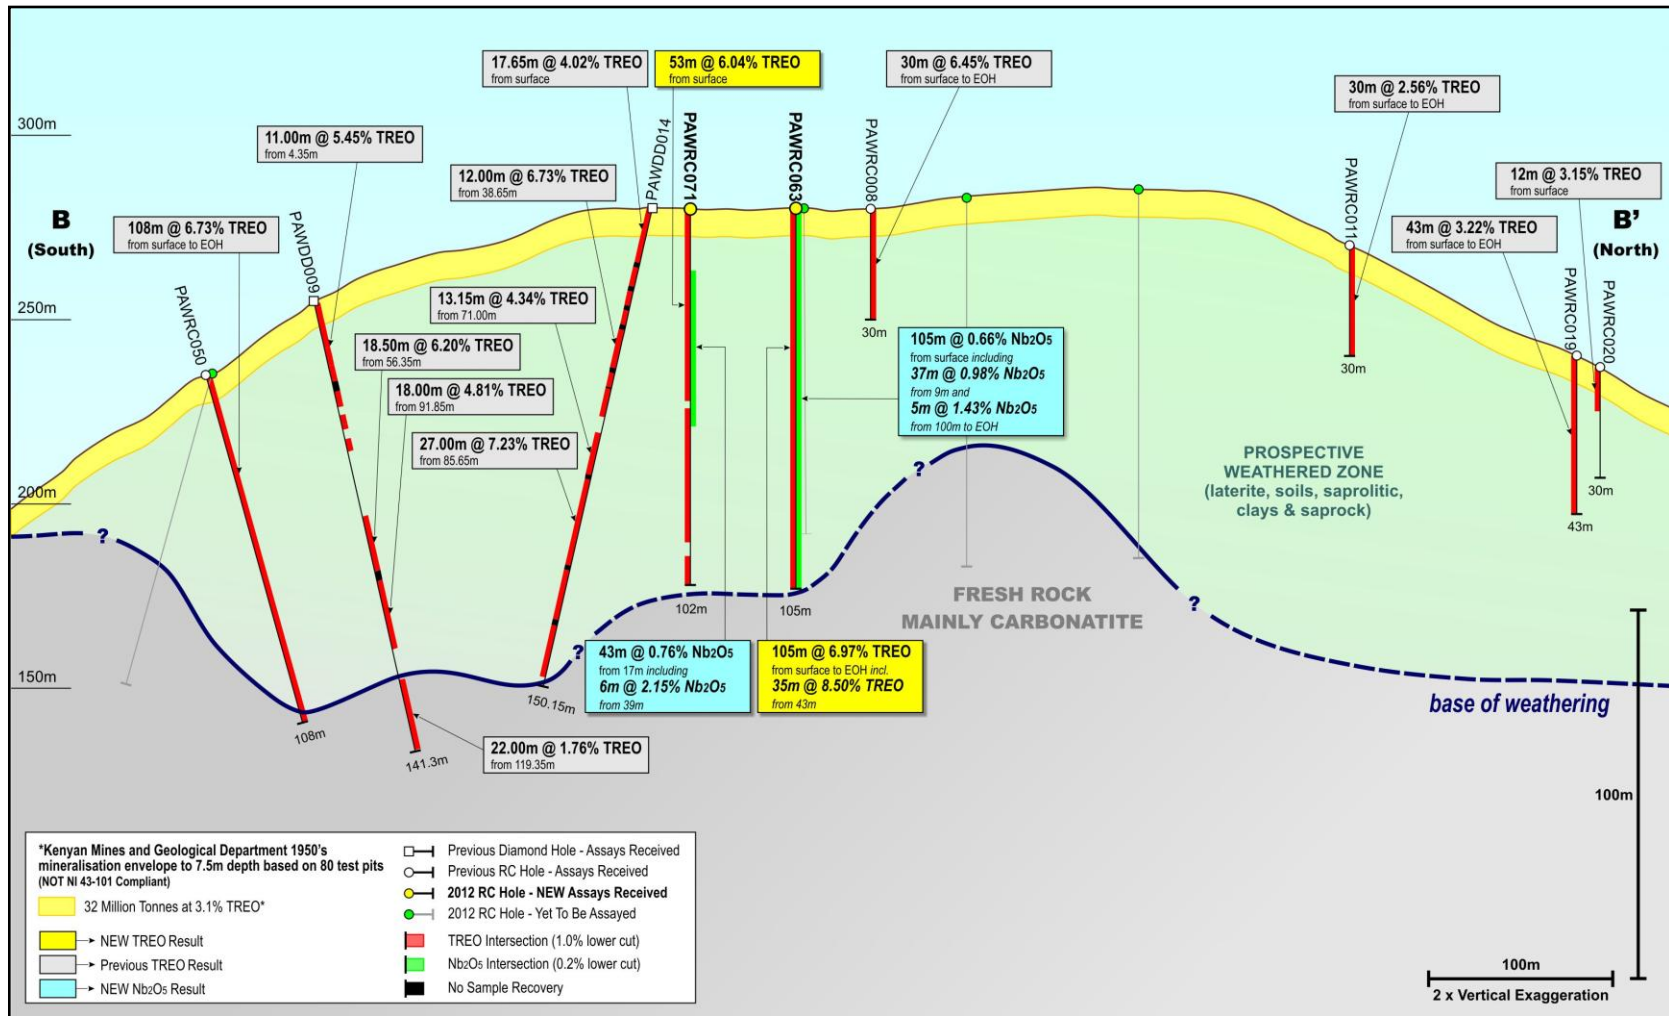 17.65m @ 4.02% TREO
from surface
53m @ 6.04% TREO
from surface
30m @ 6.45% TREO
from surface to EOH
30m @ 2.56% TREO
from surface to EOH
300m
11.00m @ 5.45% TREO
from 4.35m
12.00m @ 6.73% TREO
from 38.65m
PAWDD014
PAWRC071
PAWRC063
PAWRC008
PAWRC011
12m @ 3.15% TREO
from surface
B
(South)
108m @ 6.73% TREO
from surface to EOH
PAWDD009
43m @ 3.22% TREO
from surface to EOH
B'
(North)
250m
PAWRC050
13.15m @ 4.34% TREO
from 71.00m
18.50m @ 6.20% TREO
from 56.35m
18.00m @ 4.81% TREO
from 91.85m
27.00m @ 7.23% TREO
from 85.65m
30m
105m @ 0.66% Nb2O5
from surface including
37m @ 0.98% Nb2O5
from 9m and
5m @ 1.43% Nb2O5
from 100m to EOH
30m
PAWRC019
PAWRC020
PROSPECTIVE
WEATHERED ZONE
(laterite, soils, saprolitic,
clays & saprock)
30m
43m
200m
?
?
?
?
102m
105m
FRESH ROCK
MAINLY CARBONATITE
150m
43m @ 0.76% Nb2O5
from 17m including
6m @ 2.15% Nb2O5
from 39m
105m @ 6.97% TREO
from surface to EOH incl.
35m @ 8.50% TREO
from 43m
base of weathering
108m
141.3m
150.15m
22.00m @ 1.76% TREO
from 119.35m
100m
*Kenyan Mines and Geological Department 1950's
mineralisation envelope to 7.5m depth based on 80 test pits
(NOT NI 43-101 Compliant)
32 Million Tonnes at 3.1% TREO*
NEW TREO Result
Previous TREO Result
NEW Nb2O5 Result
Previous Diamond Hole - Assays Received
Previous RC Hole - Assays Received
2012 RC Hole - NEW Assays Received
2012 RC Hole - Yet To Be Assayed
TREO Intersection (1.0% lower cut)
Nb2O5 Intersection (0.2% lower cut)
No Sample Recovery
100m
2 x Vertical Exaggeration